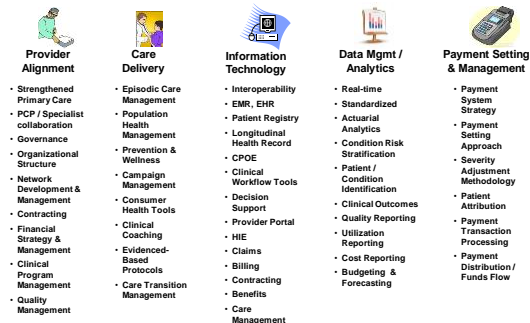 Provider
Alignment
• Strengthened
Primary Care
• PCP / Specialist
collaboration
• Governance
• Organizational
Structure
• Network
Development &
Management
• Contracting
• Financial
Strategy &
Management
• Clinical
Program
Management
• Quality
Management
Care
Delivery
• Episodic Care
Management
• Population
Health
Management
• Prevention &
Wellness
• Campaign
Management
• Consumer
Health Tools
• Clinical
Coaching
• Evidenced-
Based
Protocols
• Care Transition
Management
Information
Technology
• Interoperability
• EMR, EHR
• Patient Registry
• Longitudinal
Health Record
• CPOE
• Clinical
Workflow Tools
• Decision
Support
• Provider Portal
• HIE
• Claims
• Billing
• Contracting
• Benefits
• Care
Management
Data Mgmt /
Analytics
• Real-time
• Standardized
• Actuarial
Analytics
• Condition Risk
Stratification
• Patient /
Condition
Identification
• Clinical Outcomes
• Quality Reporting
• Utilization
Reporting
• Cost Reporting
• Budgeting &
Forecasting
Payment Setting
& Management
• Payment
System
Strategy
• Payment
Setting
Approach
• Severity
Adjustment
Methodology
• Patient
Attribution
• Payment
Transaction
Processing
• Payment
Distribution /
Funds Flow